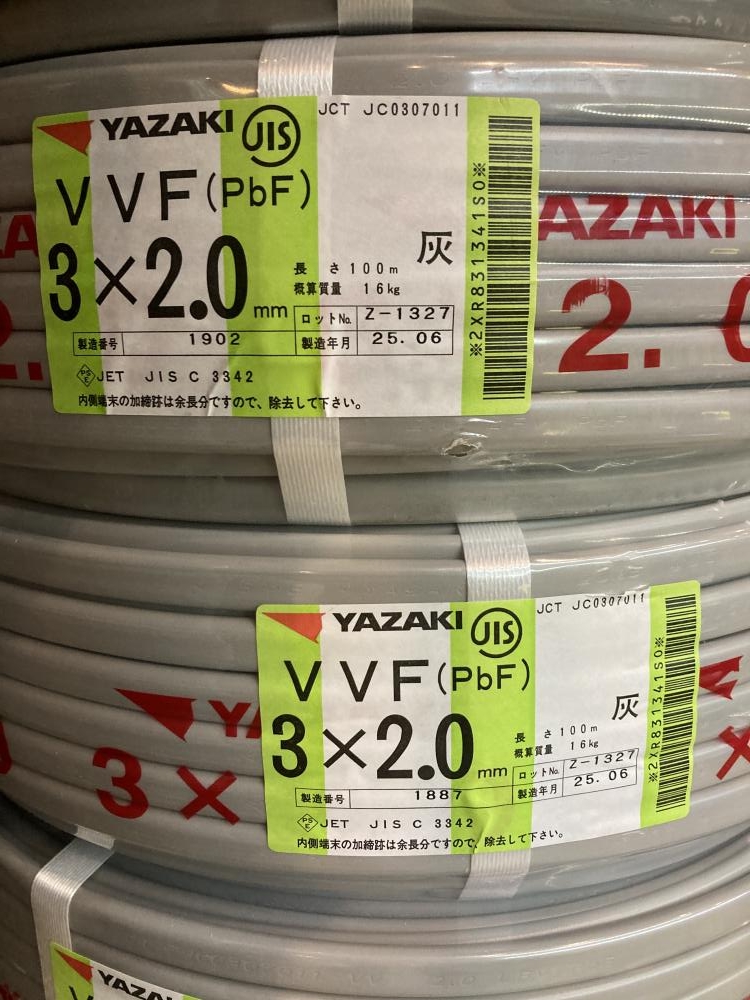 YAZAKI JIS JCT JC0307011
VVF(PbF)
3×2.0mm
灰
長さ100m
概算質量 16kg
ロットNo. Z-1327
製造番号 1902 製造年月 25.06
PSE JET JIS C 3342
内側端末の加締跡は余長分ですので、除去して下さい。
※2XR831341S0※
AZAKI
2.0
2.
YAZAKI JIS JCT JC0307011
VVF(PbF)
3×2.0mm
灰
長さ100m
概算質量 16kg
ロットNo. Z-1327
製造番号 1887 製造年月 25.06
PSE JET JIS C 3342
内側端末の加締跡は余長分ですので、除去して下さい。
※2XR831341S0※
YA
3×
YAZAKI